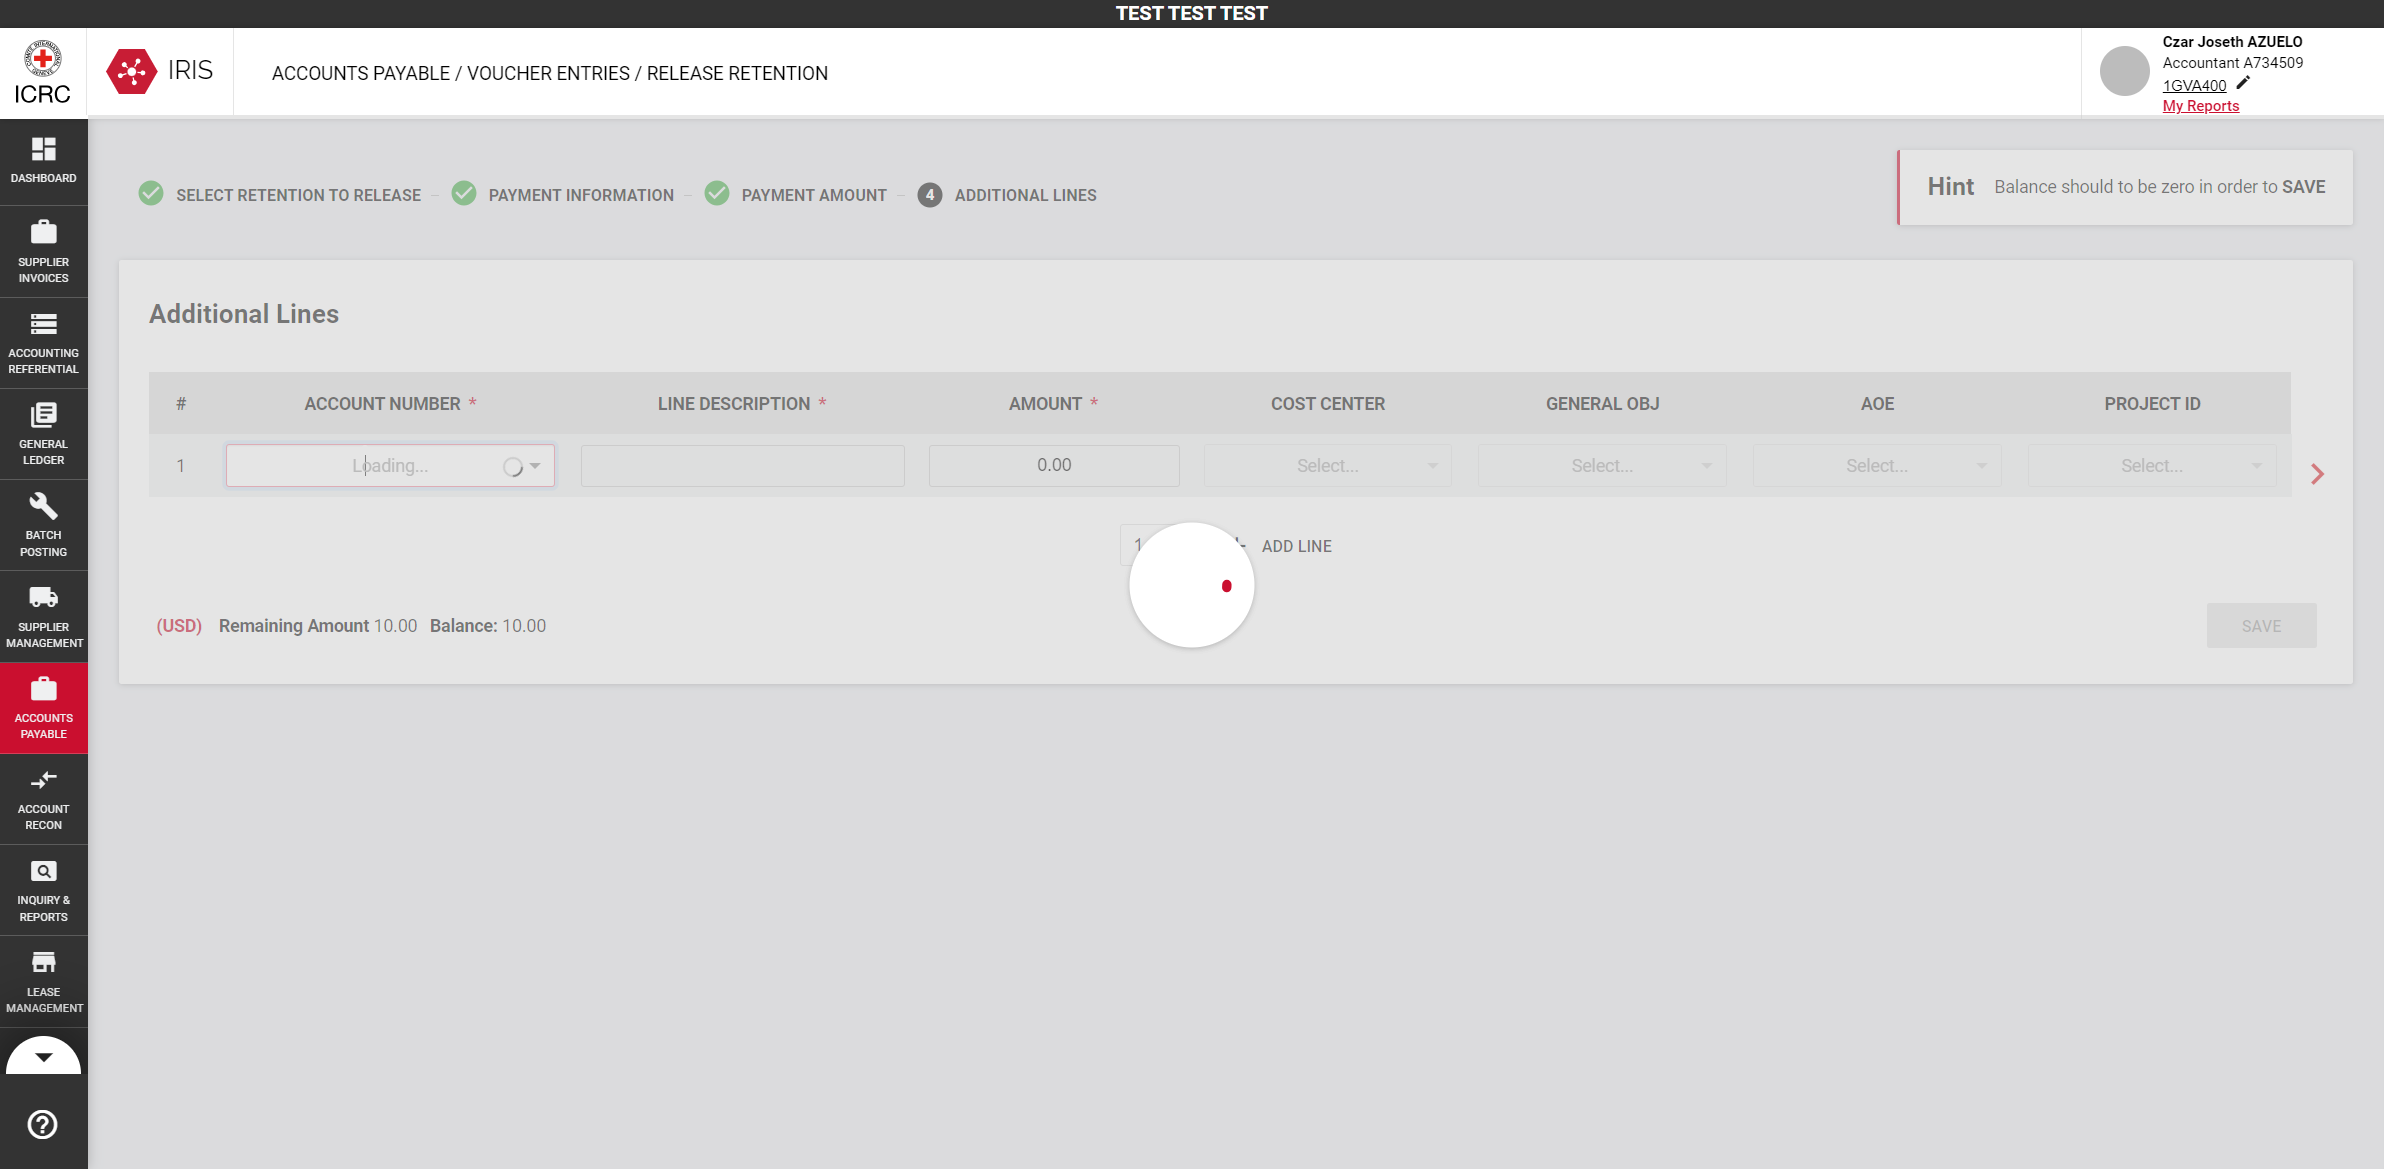 TEST TEST TEST
ICRC
IRIS
ACCOUNTS PAYABLE / VOUCHER ENTRIES / RELEASE RETENTION
Czar Joseth AZUELO
Accountant A734509
1GVA400
My Reports
DASHBOARD
SUPPLIER
INVOICES
ACCOUNTING
REFERENTIAL
GENERAL
LEDGER
BATCH
POSTING
SUPPLIER
MANAGEMENT
ACCOUNTS
PAYABLE
ACCOUNT
RECON
INQUIRY &
REPORTS
LEASE
MANAGEMENT
SELECT RETENTION TO RELEASE
PAYMENT INFORMATION
PAYMENT AMOUNT
4 ADDITIONAL LINES
Hint Balance should to be zero in order to SAVE
Additional Lines
# ACCOUNT NUMBER * LINE DESCRIPTION * AMOUNT * COST CENTER GENERAL OBJ AOE PROJECT ID
1 Loading... 0.00 Select... Select... Select... Select...
1 ADD LINE
(USD) Remaining Amount 10.00 Balance: 10.00
SAVE